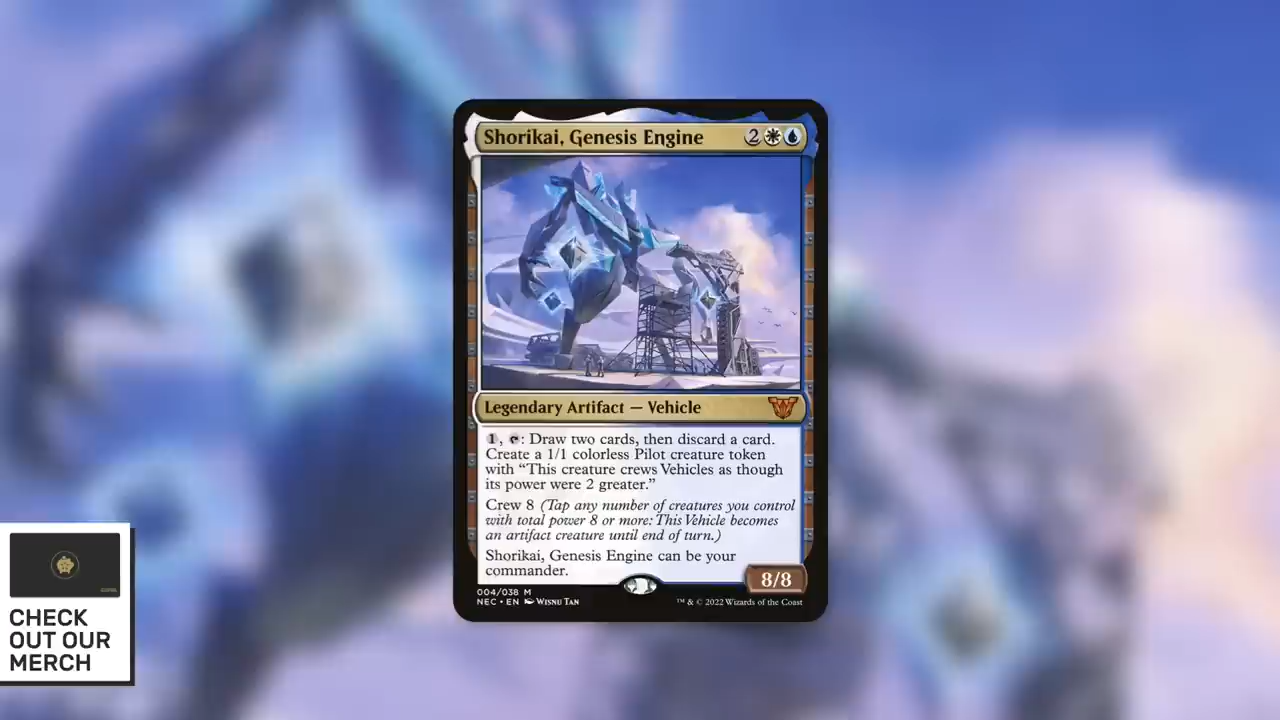 Shorikai, Genesis Engine 2
Legendary Artifact — Vehicle
1, : Draw two cards, then discard a card.
Create a 1/1 colorless Pilot creature token
with “This creature crews Vehicles as though
its power were 2 greater.”
Crew 8 (Tap any number of creatures you control
with total power 8 or more: This Vehicle becomes
an artifact creature until end of turn.)
Shorikai, Genesis Engine can be your
commander.
8/8
004/038 M
NEC • EN Wisnu Tan
™ & © 2022 Wizards of the Coast
CHECK
OUT OUR
MERCH